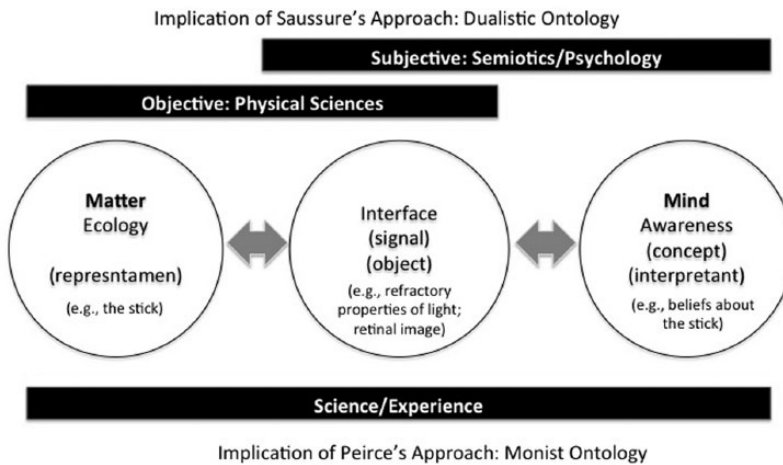 Implication of Saussure's Approach: Dualistic Ontology
Subjective: Semiotics/Psychology
Objective: Physical Sciences
Matter
Ecology
(represntamen)
(e.g., the stick)
Interface
(signal)
(object)
(e.g., refractory
properties of light;
retinal image)
Mind
Awareness
(concept)
(interpretant)
(e.g., beliefs about
the stick)
Science/Experience
Implication of Peirce's Approach: Monist Ontology